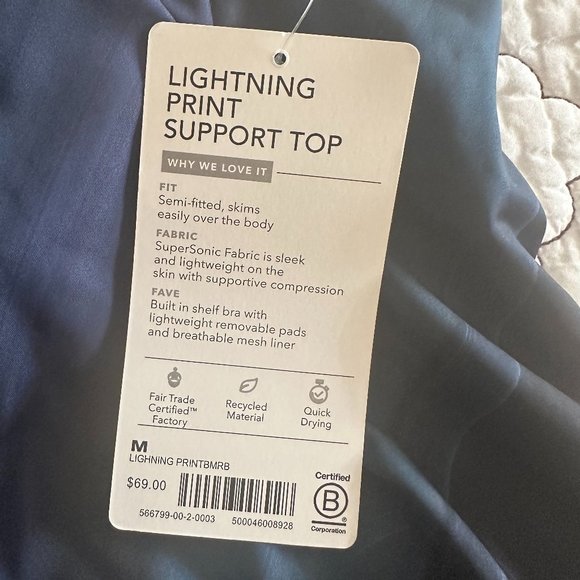 LIGHTNING
PRINT
SUPPORT TOP
WHY WE LOVE IT
FIT
Semi-fitted, skims
easily over the body
FABRIC
SuperSonic Fabric is sleek
and lightweight on the
skin with supportive compression
FAVE
Built in shelf bra with
lightweight removable pads
and breathable mesh liner
Fair Trade
Certified™
Factory
Recycled
Material
Quick
Drying
M
LIGHNING PRINTBMRB
$69.00
566799-00-2-0003 500046008928
Certified
B
®
Corporation